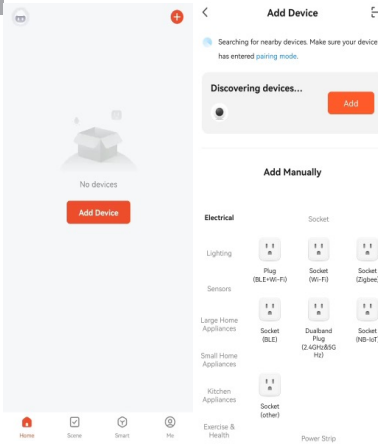 No devices
Add Device
Home
Scene
Smart
Me
Add Device
Searching for nearby devices. Make sure your device
has entered pairing mode.
Discovering devices...
Add
Add Manually
Electrical
Lighting
Sensors
Large Home
Appliances
Small Home
Appliances
Kitchen
Appliances
Exercise &
Health
Socket
Plug
(BLE+Wi-Fi)
Socket
(Wi-Fi)
Socket
(Zigbee)
Socket
(BLE)
Dualband
Plug
(2.4GHz&5G
Hz)
Socket
(NB-IoT)
Socket
(other)
Power Strip